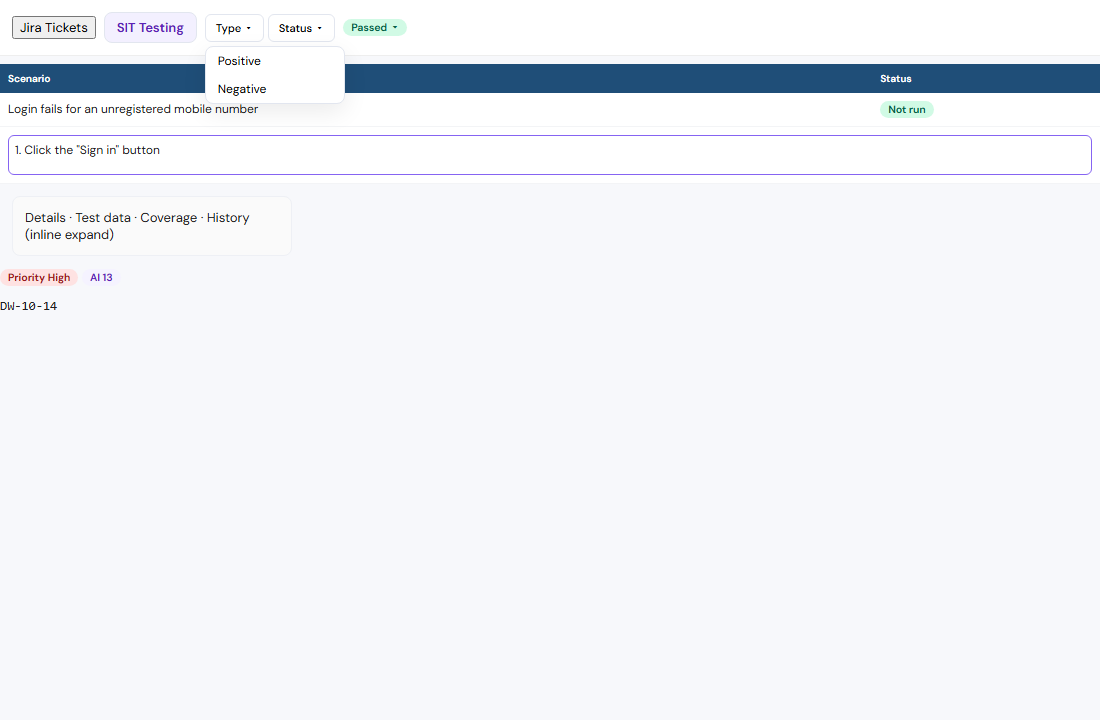 Jira Tickets SIT Testing Type Status Passed
Positive
Negative
Scenario Status
Login fails for an unregistered mobile number Not run
1. Click the "Sign in" button
Details · Test data · Coverage · History
(inline expand)
Priority High AI 13
DW-10-14